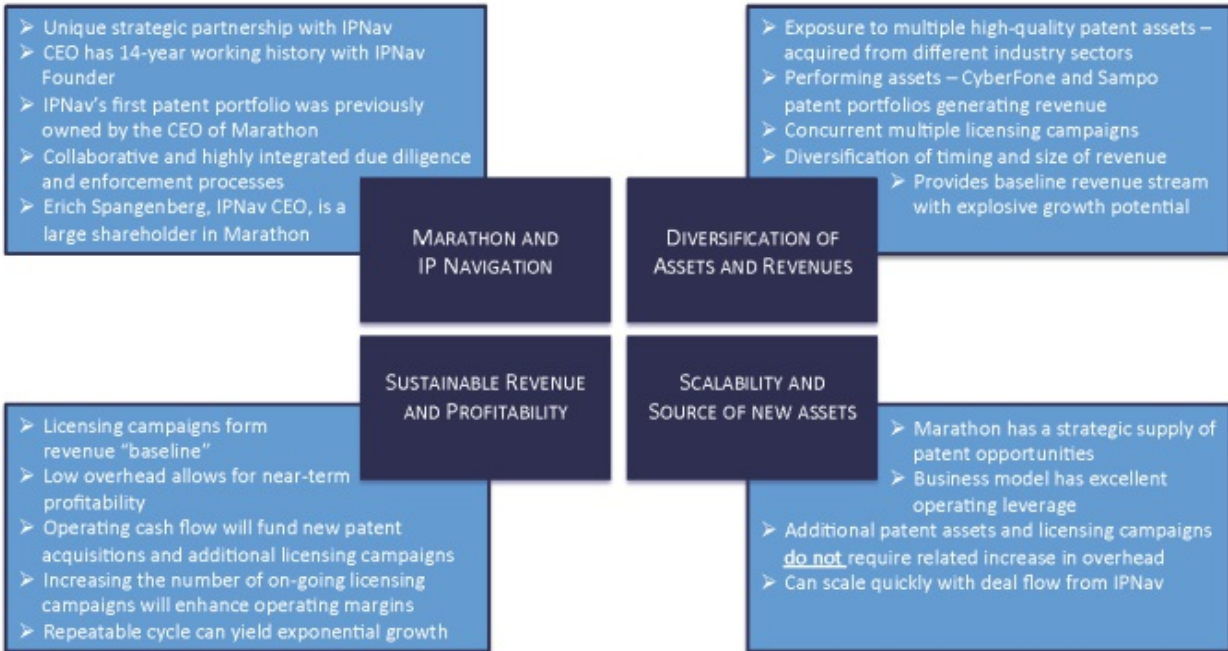 ➢ Unique strategic partnership with IPNav
➢ CEO has 14-year working history with IPNav
Founder
➢ IPNav's first patent portfolio was previously
owned by the CEO of Marathon
➢ Collaborative and highly integrated due diligence
and enforcement processes
➢ Erich Spangenberg, IPNav CEO, is a
large shareholder in Marathon
MARATHON AND
IP NAVIGATION
➢ Exposure to multiple high-quality patent assets –
acquired from different industry sectors
➢ Performing assets – CyberFone and Sampo
patent portfolios generating revenue
➢ Concurrent multiple licensing campaigns
➢ Diversification of timing and size of revenue
➢ Provides baseline revenue stream
with explosive growth potential
DIVERSIFICATION OF
ASSETS AND REVENUES
SUSTAINABLE REVENUE
AND PROFITABILITY
➢ Licensing campaigns form
revenue “baseline”
➢ Low overhead allows for near-term
profitability
➢ Operating cash flow will fund new patent
acquisitions and additional licensing campaigns
➢ Increasing the number of on-going licensing
campaigns will enhance operating margins
➢ Repeatable cycle can yield exponential growth
SCALABILITY AND
SOURCE OF NEW ASSETS
➢ Marathon has a strategic supply of
patent opportunities
➢ Business model has excellent
operating leverage
➢ Additional patent assets and licensing campaigns
do not require related increase in overhead
➢ Can scale quickly with deal flow from IPNav